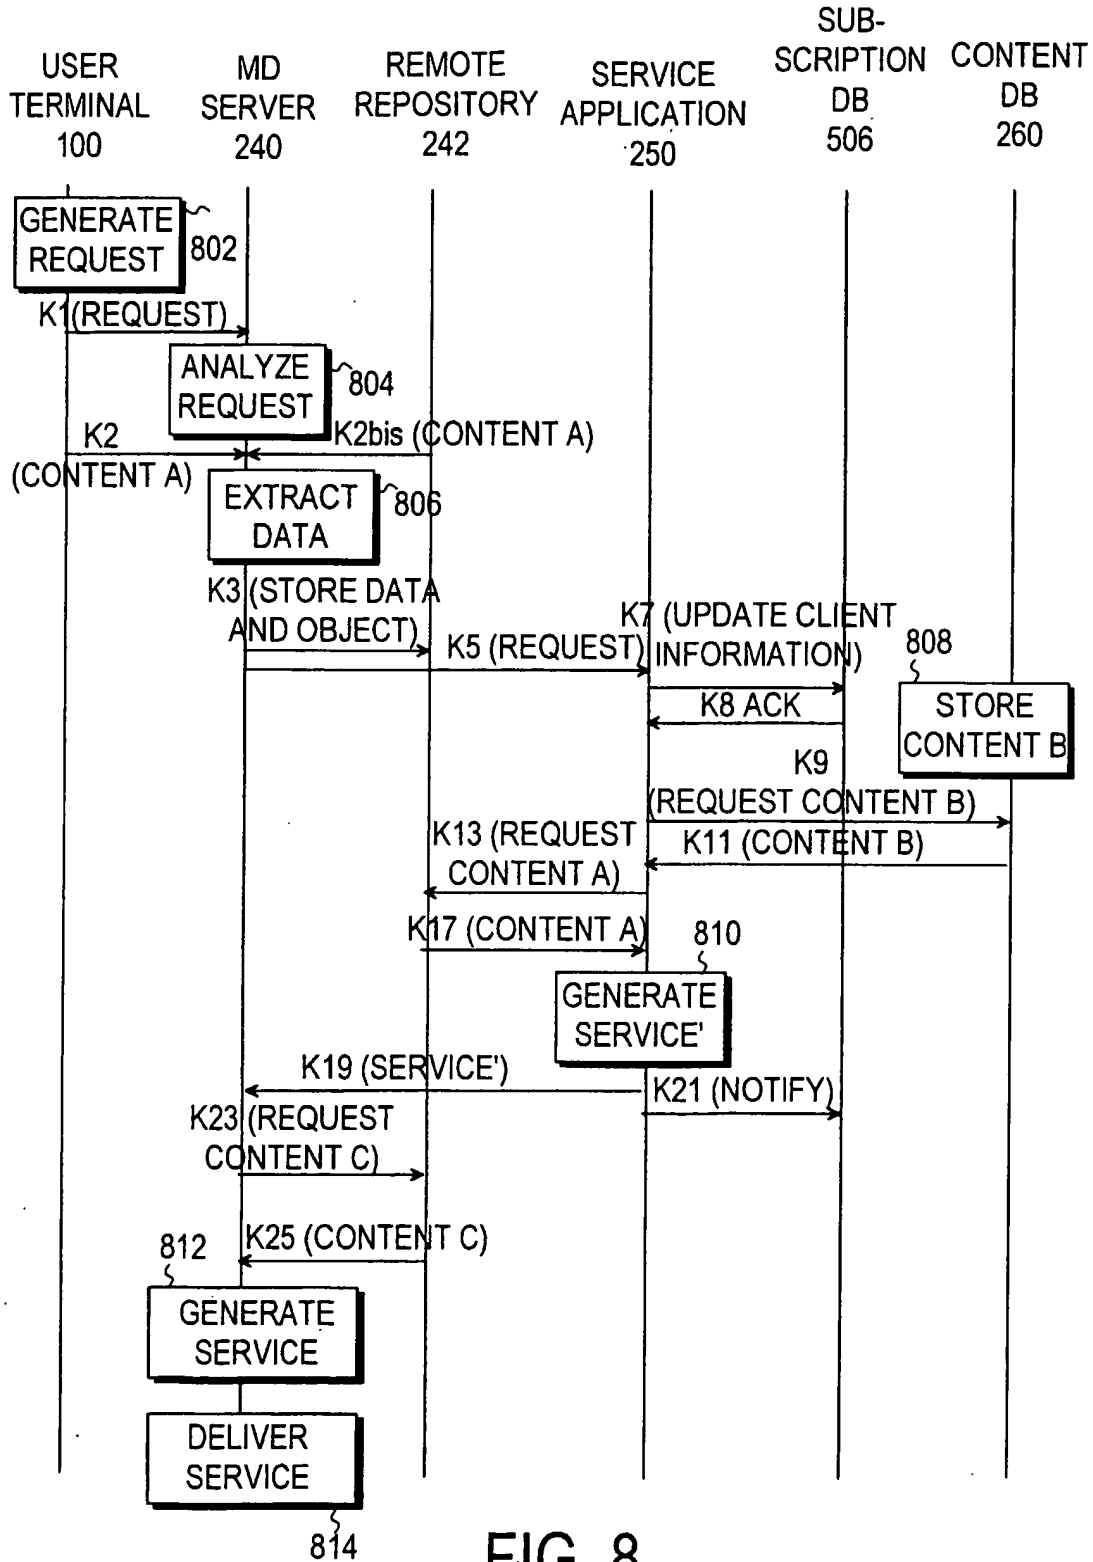 USER
TERMINAL
100
MD
SERVER
240
REMOTE
REPOSITORY
242
SERVICE
APPLICATION
250
SUB-
SCRIPTION
DB
506
CONTENT
DB
260
GENERATE
REQUEST
802
K1(REQUEST)
ANALYZE
REQUEST
804
K2
(CONTENT A)
K2bis (CONTENT A)
EXTRACT
DATA
806
K3 (STORE DATA
AND OBJECT)
K5 (REQUEST)
K7 (UPDATE CLIENT
INFORMATION)
808
K8 ACK
STORE
CONTENT B
K9
(REQUEST CONTENT B)
K11 (CONTENT B)
K13 (REQUEST
CONTENT A)
K17 (CONTENT A)
810
GENERATE
SERVICE'
K19 (SERVICE')
K21 (NOTIFY)
K23 (REQUEST
CONTENT C)
K25 (CONTENT C)
812
GENERATE
SERVICE
DELIVER
SERVICE
814
FIG. 8